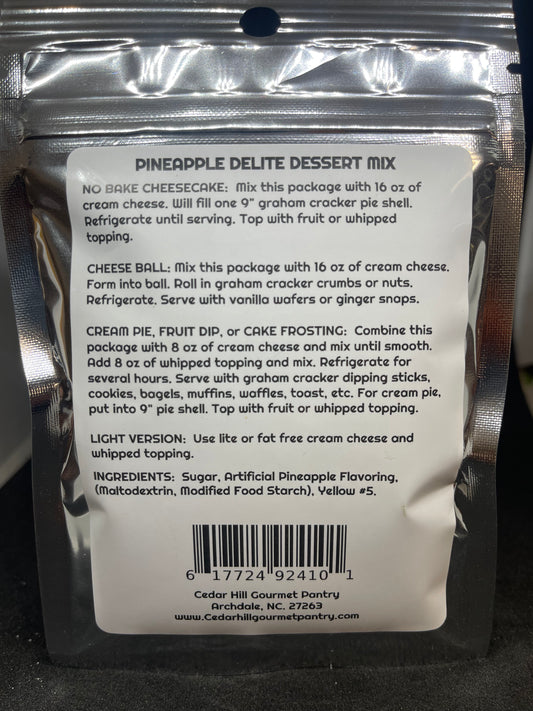 PINEAPPLE DELITE DESSERT MIX
NO BAKE CHEESECAKE: Mix this package with 16 oz of
cream cheese. Will fill one 9" graham cracker pie shell.
Refrigerate until serving. Top with fruit or whipped
topping.
CHEESE BALL: Mix this package with 16 oz of cream cheese.
Form into ball. Roll in graham cracker crumbs or nuts.
Refrigerate. Serve with vanilla wafers or ginger snaps.
CREAM PIE, FRUIT DIP, or CAKE FROSTING: Combine this
package with 8 oz of cream cheese and mix until smooth.
Add 8 oz of whipped topping and mix. Refrigerate for
several hours. Serve with graham cracker dipping sticks,
cookies, bagels, muffins, waffles, toast, etc. For cream pie,
put into 9" pie shell. Top with fruit or whipped topping.
LIGHT VERSION: Use lite or fat free cream cheese and
whipped topping.
INGREDIENTS: Sugar, Artificial Pineapple Flavoring,
(Maltodextrin, Modified Food Starch), Yellow #5.
6 17724 92410 1
Cedar Hill Gourmet Pantry
Archdale, NC. 27263
www.Cedarhillgourmetpantry.com